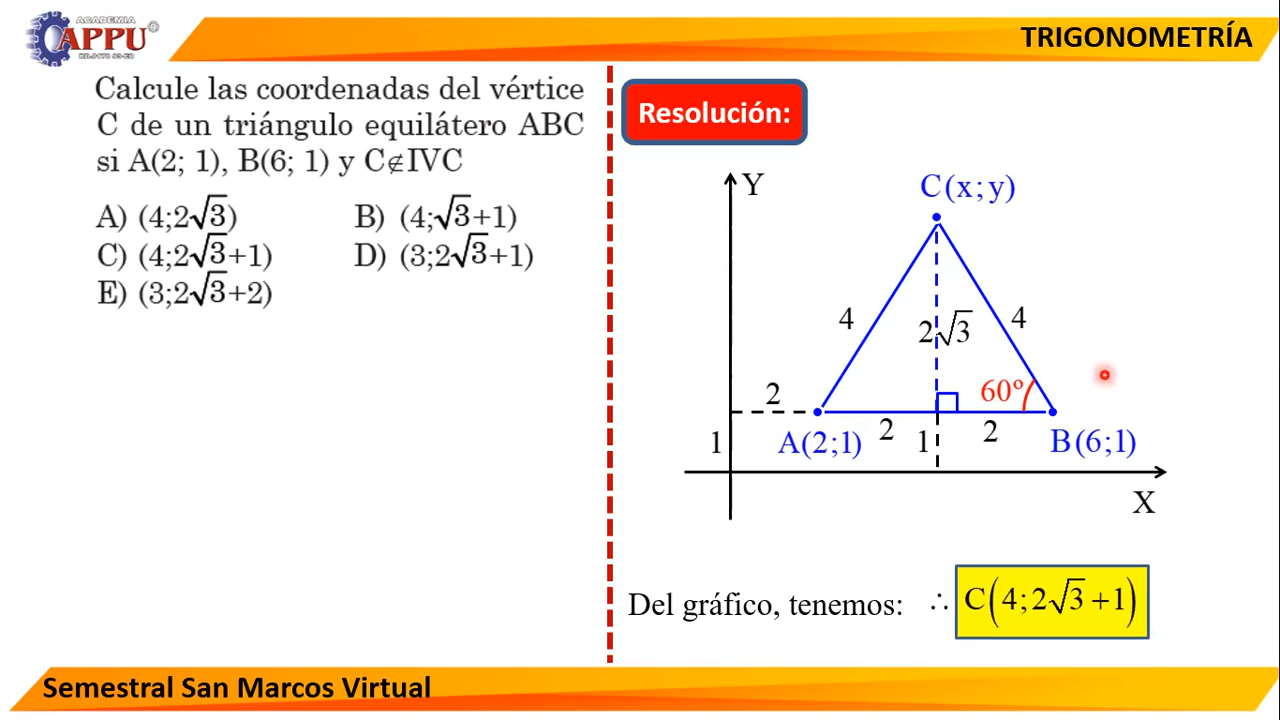 ACADEMIA
APPU®
TRIGONOMETRÍA
Calcule las coordenadas del vértice
C de un triángulo equilátero ABC
si A(2; 1), B(6; 1) y C∉IVC
A) (4;2√3) B) (4;√3+1)
C) (4;2√3+1) D) (3;2√3+1)
E) (3;2√3+2)
Resolución:
Y
C(x;y)
4
2√3
4
2
60º
1
A(2;1)
2
1
2
B(6;1)
X
Del gráfico, tenemos: ∴ C(4;2√3+1)
Semestral San Marcos Virtual